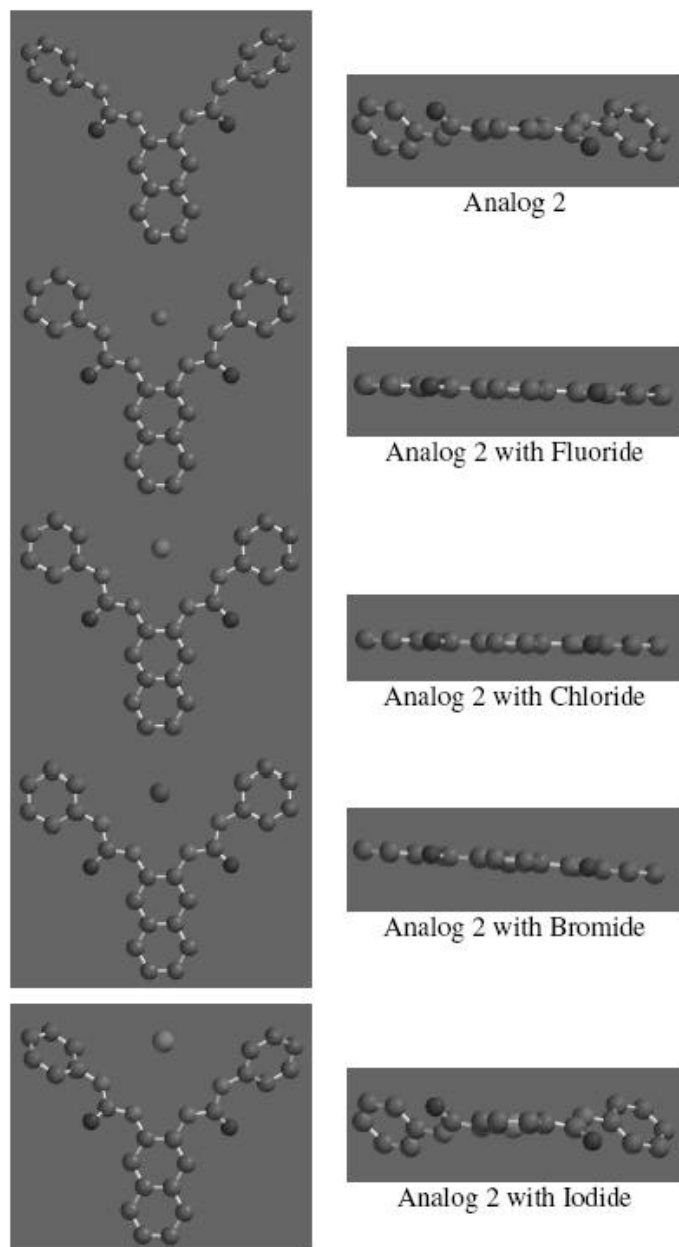 Analog 2
Analog 2 with Fluoride
Analog 2 with Chloride
Analog 2 with Bromide
Analog 2 with Iodide